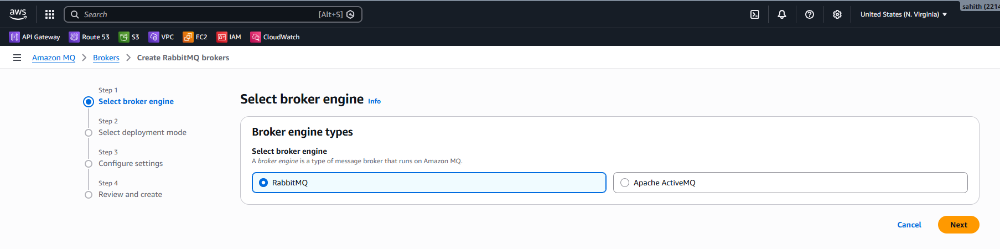 aws
Search [Alt+S]
United States (N. Virginia)
sahith (2214
API Gateway Route 53 S3 VPC EC2 IAM CloudWatch
Amazon MQ Brokers Create RabbitMQ brokers
Step 1
Select broker engine
Step 2
Select deployment mode
Step 3
Configure settings
Step 4
Review and create
Select broker engine Info
Broker engine types
Select broker engine
A broker engine is a type of message broker that runs on Amazon MQ.
RabbitMQ Apache ActiveMQ
Cancel Next